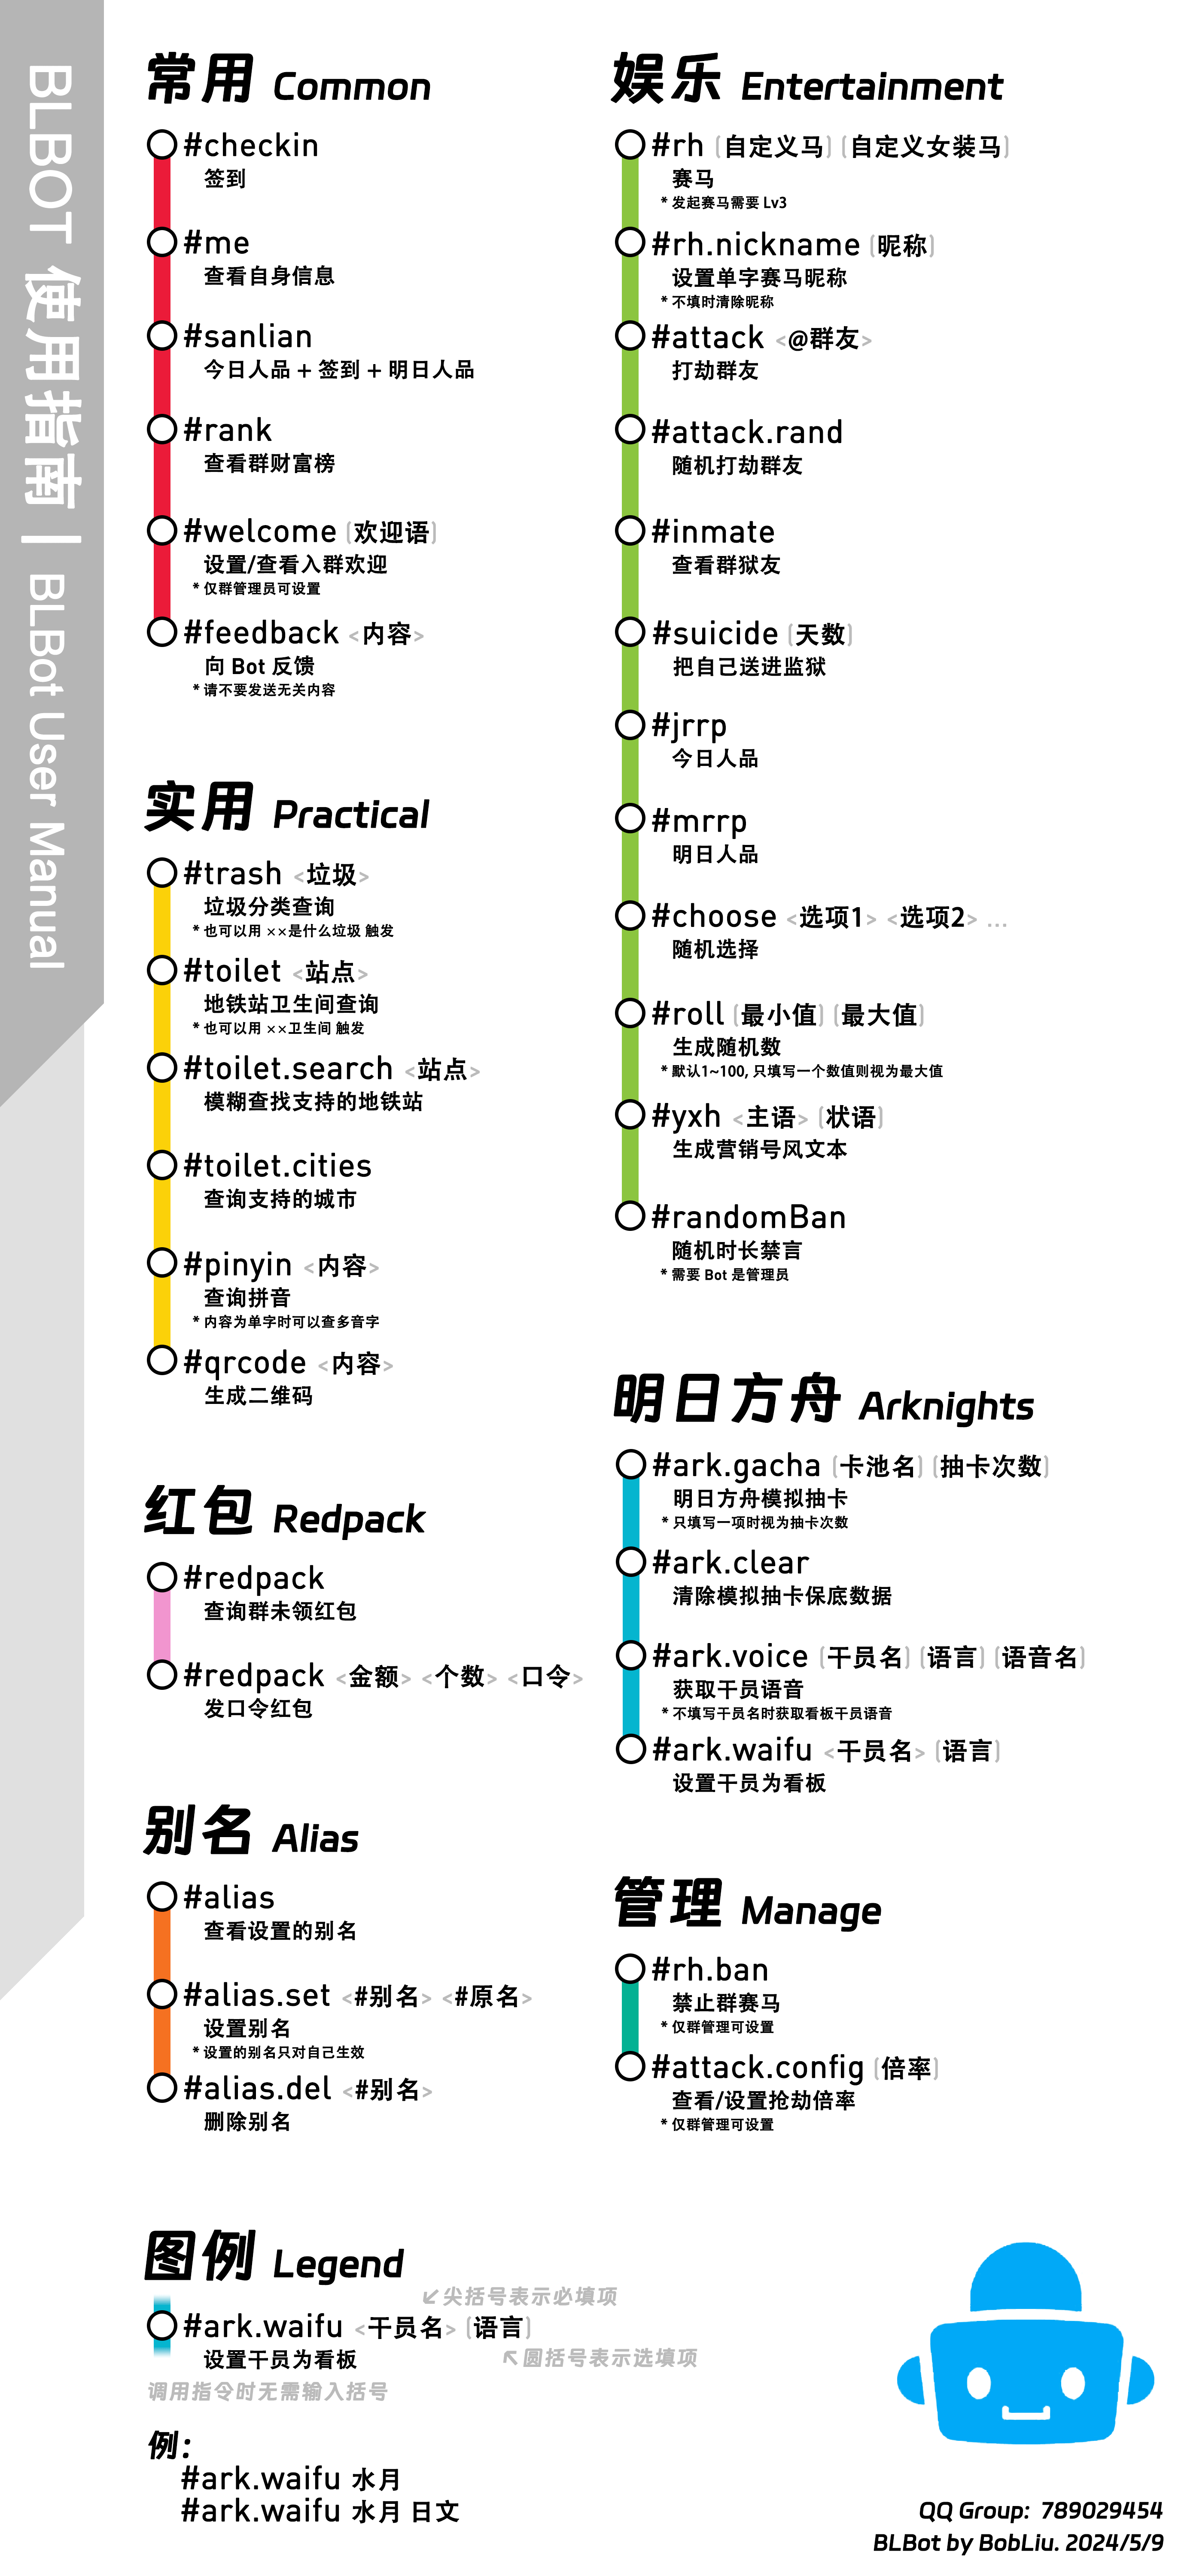 BLBOT 使用指南 | BLBot User Manual
常用 Common
#checkin
签到
#me
查看自身信息
#sanlian
今日人品 + 签到 + 明日人品
#rank
查看群财富榜
#welcome (欢迎语)
设置/查看入群欢迎
* 仅群管理员可设置
#feedback <内容>
向 Bot 反馈
* 请不要发送无关内容
实用 Practical
#trash <垃圾>
垃圾分类查询
* 也可以用 ××是什么垃圾 触发
#toilet <站点>
地铁站卫生间查询
* 也可以用 ××卫生间 触发
#toilet.search <站点>
模糊查找支持的地铁站
#toilet.cities
查询支持的城市
#pinyin <内容>
查询拼音
* 内容为单字时可以查多音字
#qrcode <内容>
生成二维码
红包 Redpack
#redpack
查询群未领红包
#redpack <金额> <个数> <口令>
发口令红包
别名 Alias
#alias
查看设置的别名
#alias.set <#别名> <#原名>
设置别名
* 设置的别名只对自己生效
#alias.del <#别名>
删除别名
娱乐 Entertainment
#rh (自定义马) (自定义女装马)
赛马
* 发起赛马需要 Lv3
#rh.nickname (昵称)
设置单字赛马昵称
* 不填时清除昵称
#attack <@群友>
打劫群友
#attack.rand
随机打劫群友
#inmate
查看群狱友
#suicide (天数)
把自己送进监狱
#jrrp
今日人品
#mrrp
明日人品
#choose <选项1> <选项2> ...
随机选择
#roll (最小值) (最大值)
生成随机数
* 默认1~100, 只填写一个数值则视为最大值
#yxh <主语> (状语)
生成营销号风文本
#randomBan
随机时长禁言
* 需要 Bot 是管理员
明日方舟 Arknights
#ark.gacha (卡池名) (抽卡次数)
明日方舟模拟抽卡
* 只填写一项时视为抽卡次数
#ark.clear
清除模拟抽卡保底数据
#ark.voice (干员名) (语言) (语音名)
获取干员语音
* 不填写干员名时获取看板干员语音
#ark.waifu <干员名> (语言)
设置干员为看板
管理 Manage
#rh.ban
禁止群赛马
* 仅群管理可设置
#attack.config (倍率)
查看/设置抢劫倍率
* 仅群管理可设置
图例 Legend
↙尖括号表示必填项
#ark.waifu <干员名> (语言)
设置干员为看板
↖圆括号表示选填项
调用指令时无需输入括号
例：
#ark.waifu 水月
#ark.waifu 水月 日文
QQ Group: 789029454
BLBot by BobLiu. 2024/5/9